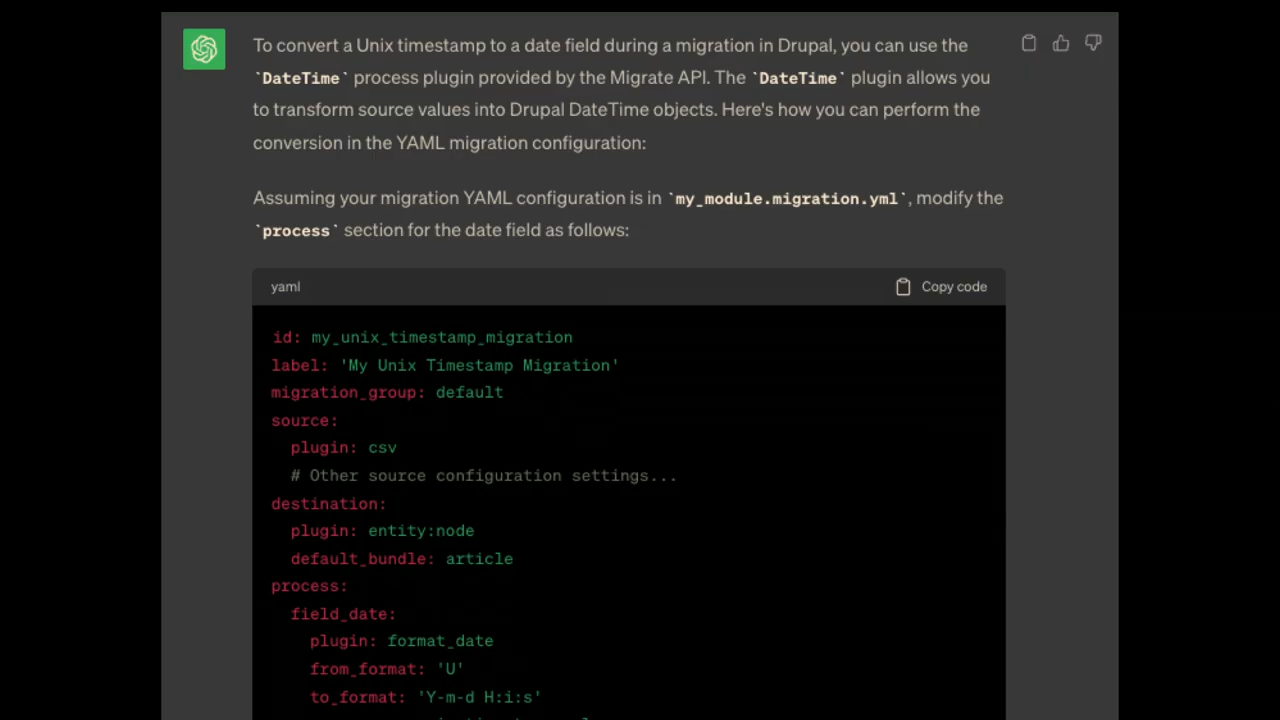 To convert a Unix timestamp to a date field during a migration in Drupal, you can use the
`DateTime` process plugin provided by the Migrate API. The `DateTime` plugin allows you
to transform source values into Drupal DateTime objects. Here's how you can perform the
conversion in the YAML migration configuration:
Assuming your migration YAML configuration is in `my_module.migration.yml`, modify the
`process` section for the date field as follows:
yaml
Copy code
id: my_unix_timestamp_migration
label: 'My Unix Timestamp Migration'
migration_group: default
source:
  plugin: csv
  # Other source configuration settings...
destination:
  plugin: entity:node
  default_bundle: article
process:
  field_date:
    plugin: format_date
    from_format: 'U'
    to_format: 'Y-m-d H:i:s'